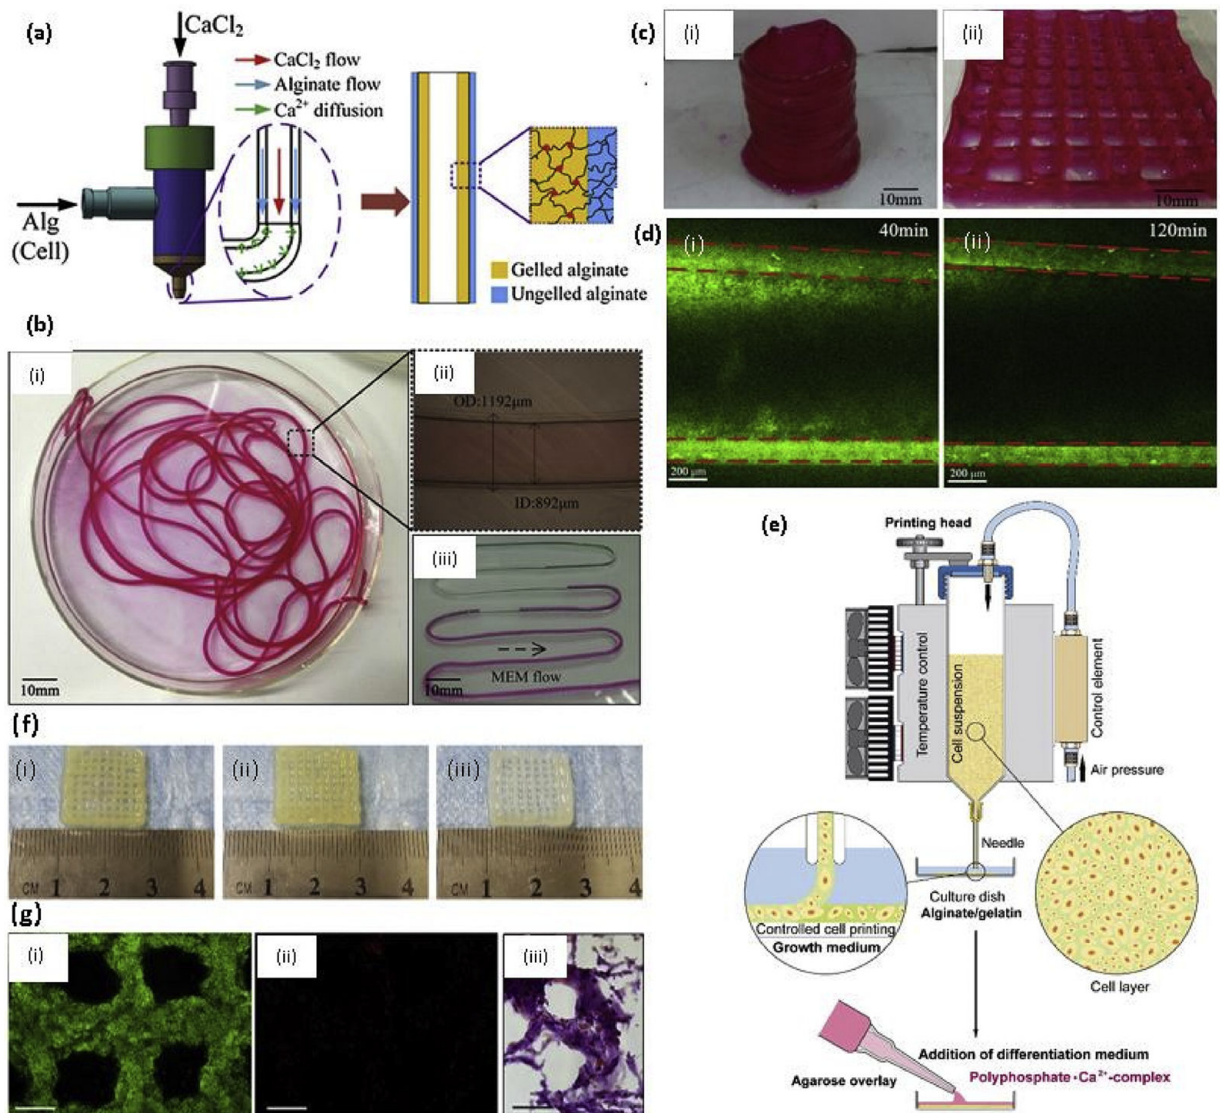 (a)
CaCl2
CaCl2 flow
Alginate flow
Ca2+ diffusion
Alg
(Cell)
Gelled alginate
Ungelled alginate
(b)
(i)
10mm
(ii)
OD:1192μm
ID:892μm
(iii)
MEM flow
10mm
(c)
(i)
10mm
(ii)
10mm
(d)
(i)
40min
200 μm
(ii)
120min
200 μm
(e)
Printing head
Temperature control
Cell suspension
Control element
Air pressure
Needle
Culture dish
Alginate/gelatin
Controlled cell printing
Growth medium
Cell layer
Addition of differentiation medium
Polyphosphate·Ca2+-complex
Agarose overlay
(f)
(i)
CM 1 2 3 4
(ii)
CM 1 2 3 4
(iii)
CM 1 2 3 4
(g)
(i)
(ii)
(iii)